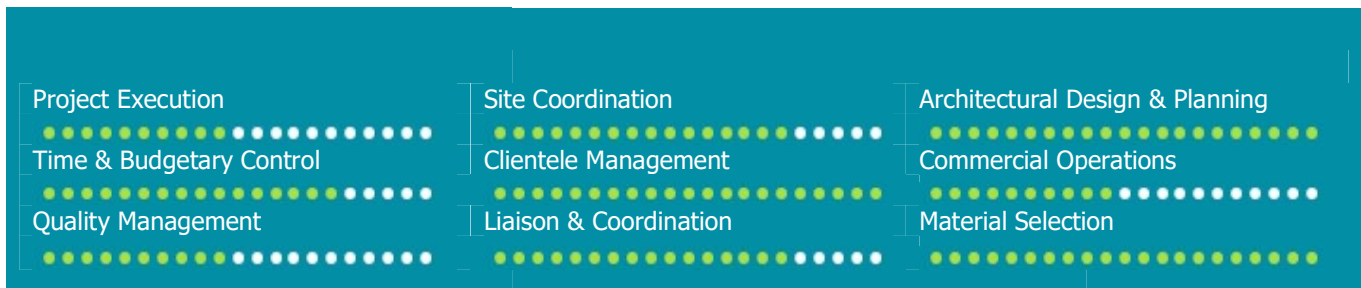 Project Execution
Site Coordination
Architectural Design & Planning
Time & Budgetary Control
Clientele Management
Commercial Operations
Quality Management
Liaison & Coordination
Material Selection